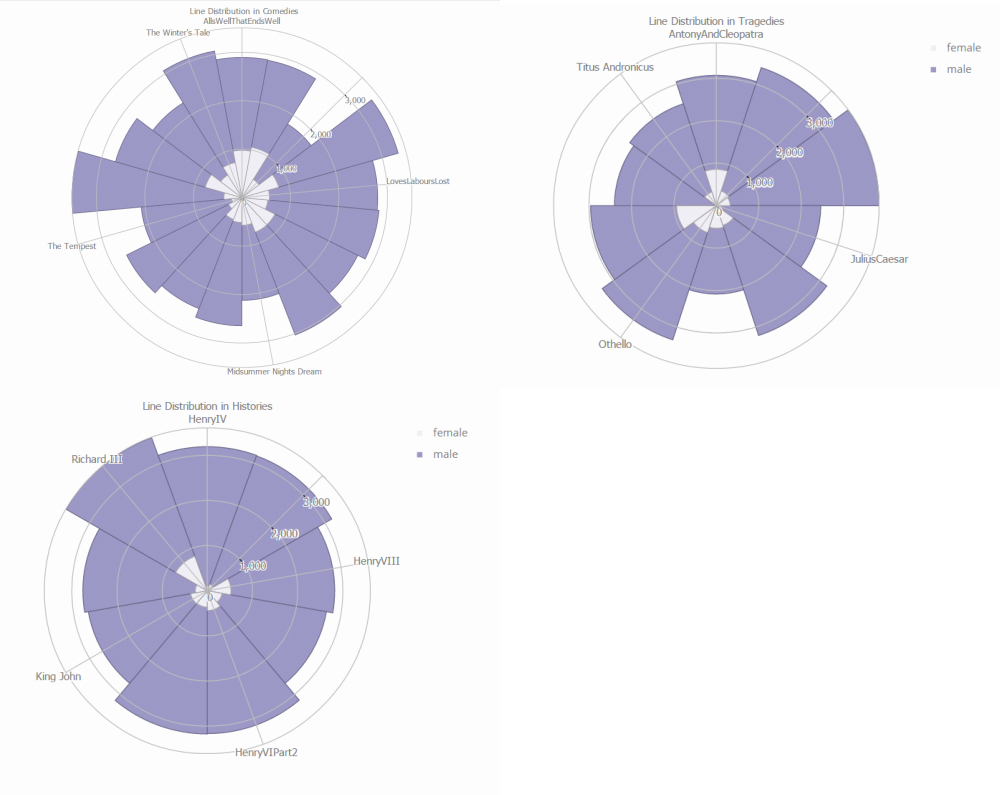 Line Distribution in Comedies
AllsWellThatEndsWell
The Winter's Tale
3,000
2,000
1,000
0
LovesLaboursLost
The Tempest
Midsummer Nights Dream
Line Distribution in Tragedies
AntonyAndCleopatra
female
male
Titus Andronicus
3,000
2,000
1,000
0
JuliusCaesar
Othello
Line Distribution in Histories
HenryIV
female
male
Richard III
3,000
2,000
1,000
0
HenryVIII
King John
HenryVIPart2